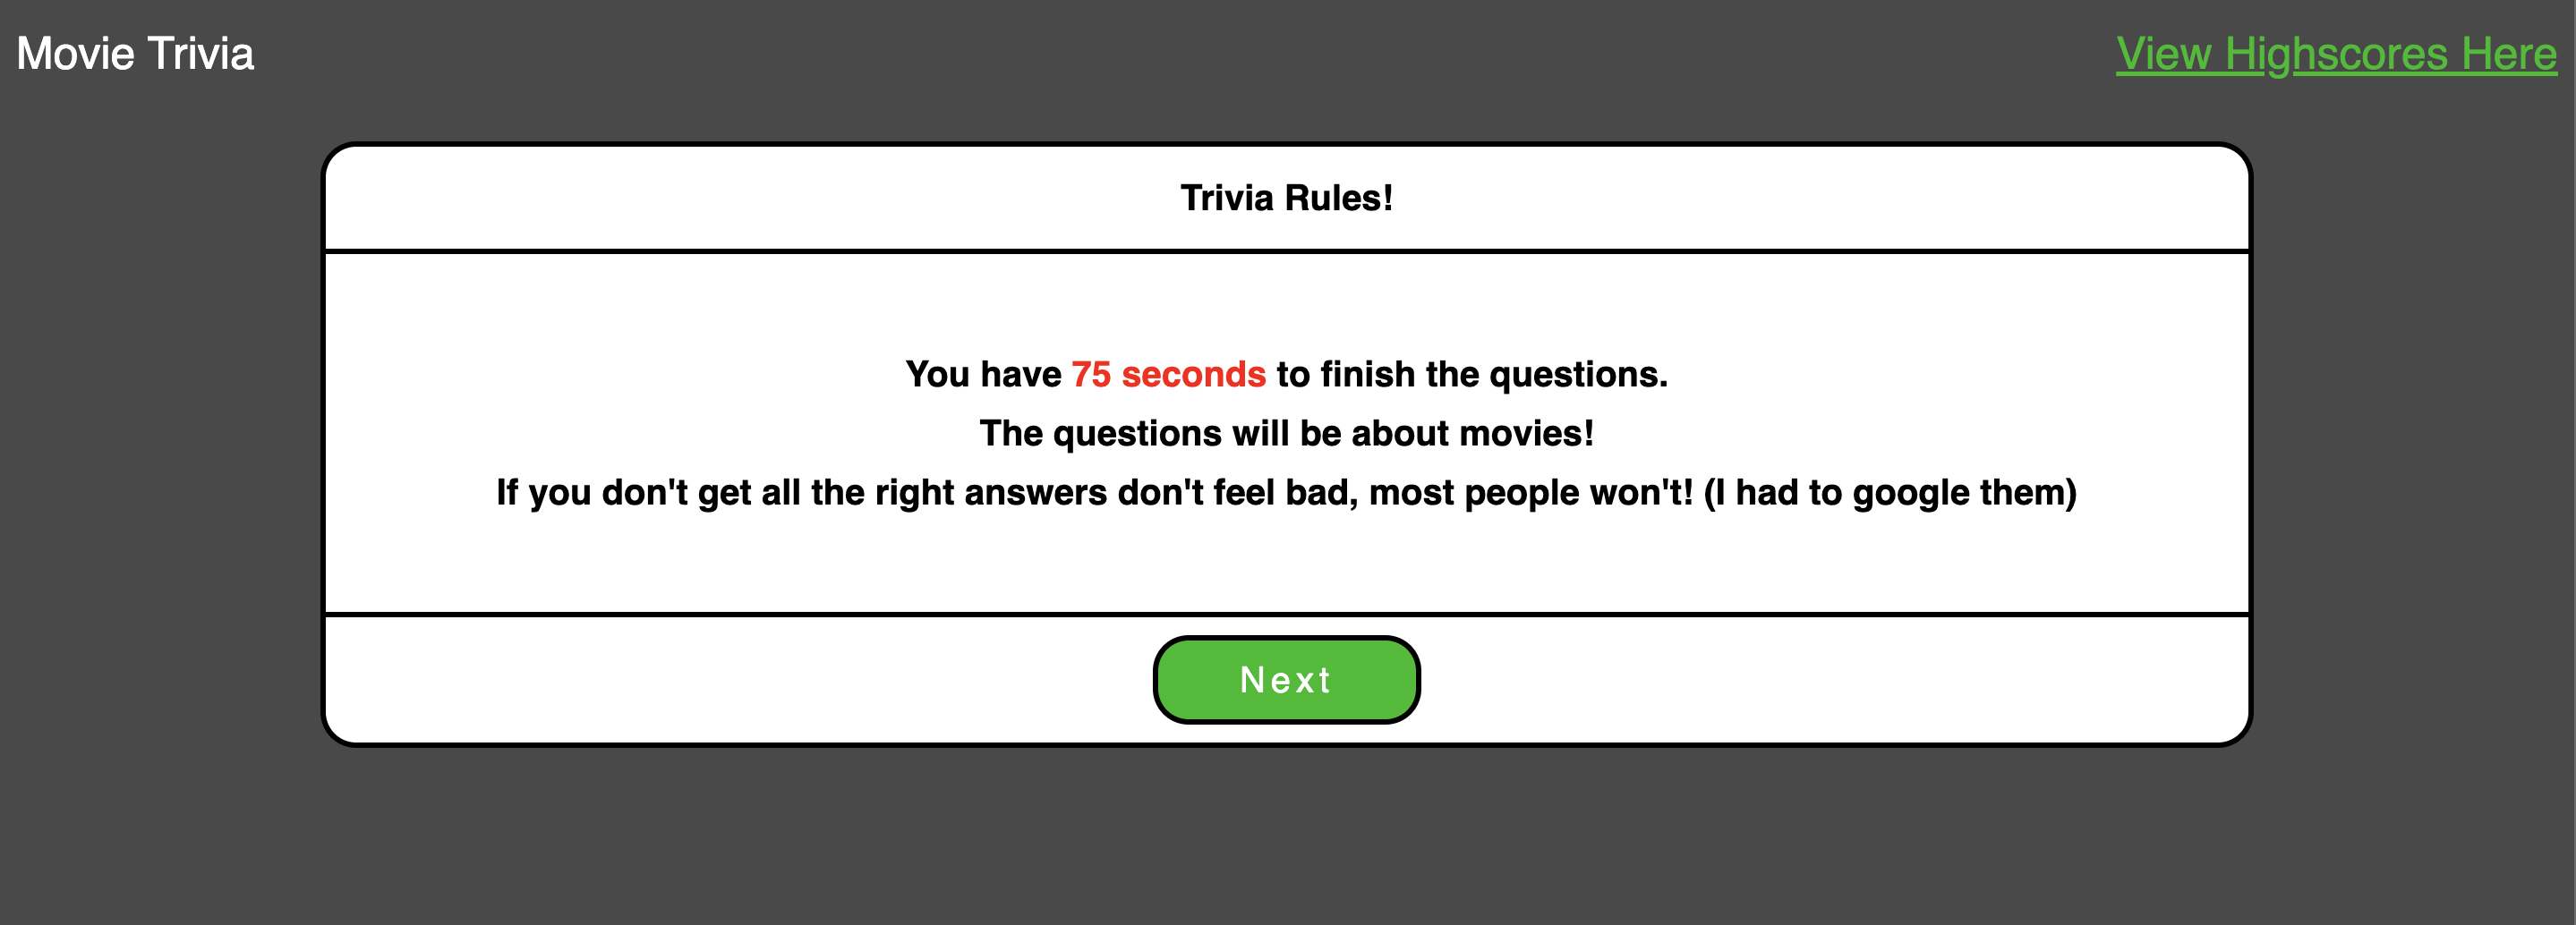 Movie Trivia
View Highscores Here
Trivia Rules!
You have 75 seconds to finish the questions.
The questions will be about movies!
If you don't get all the right answers don't feel bad, most people won't! (I had to google them)
Next